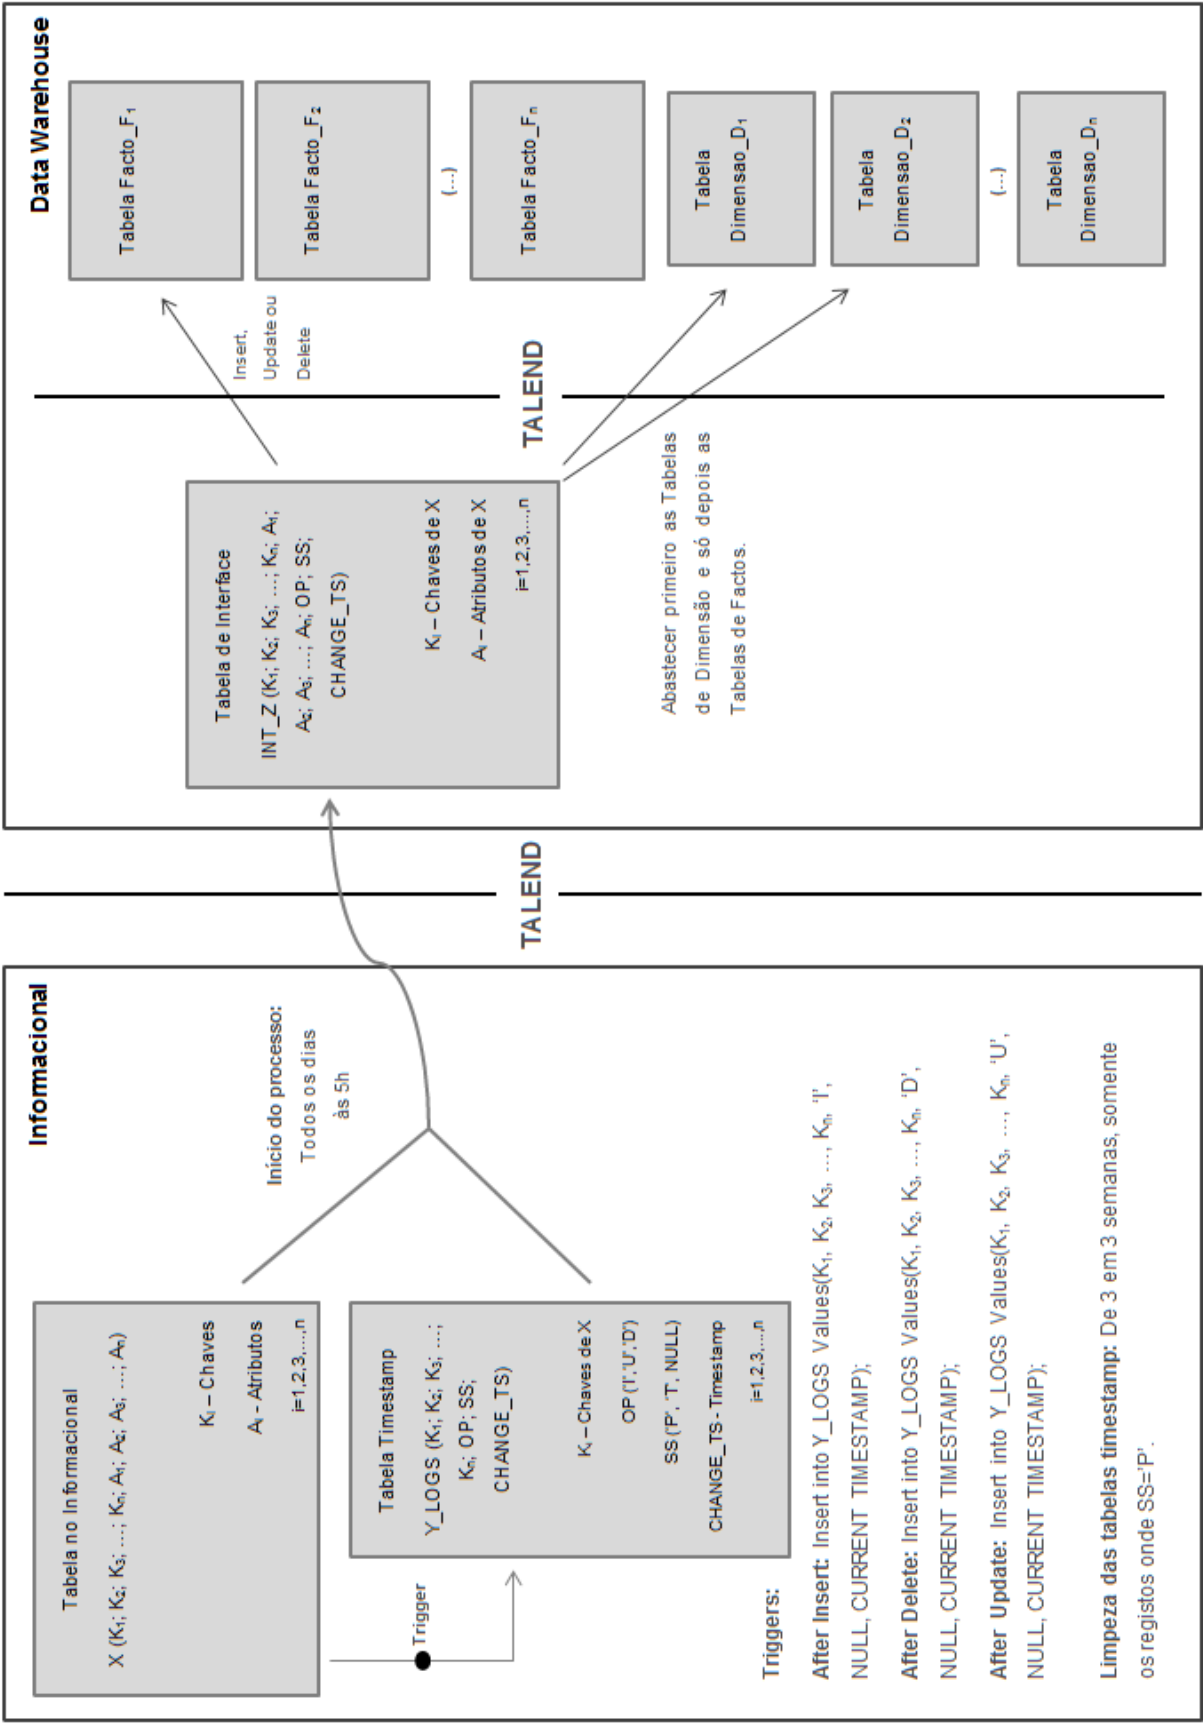 Informacional
Tabela no Informacional
X (K₁; K₂; K₃; ...; Kₙ; A₁; A₂; A₃; ...; Aₙ)
Kᵢ – Chaves
Aᵢ - Atributos
i=1,2,3,...,n
Trigger
Tabela Timestamp
Y_LOGS (K₁; K₂; K₃; ...;
Kₙ; OP; SS;
CHANGE_TS)
Kᵢ – Chaves de X
OP ('I','U','D')
SS ('P', 'T', NULL)
CHANGE_TS - Timestamp
i=1,2,3,...,n
Início do processo:
Todos os dias
às 5h
Triggers:
After Insert: Insert into Y_LOGS Values(K₁, K₂, K₃, ..., Kₙ, 'I',
NULL, CURRENT TIMESTAMP);
After Delete: Insert into Y_LOGS Values(K₁, K₂, K₃, ..., Kₙ, 'D',
NULL, CURRENT TIMESTAMP);
After Update: Insert into Y_LOGS Values(K₁, K₂, K₃, ..., Kₙ, 'U',
NULL, CURRENT TIMESTAMP);
Limpeza das tabelas timestamp: De 3 em 3 semanas, somente
os registos onde SS='P'.
TALEND
Data Warehouse
Tabela de Interface
INT_Z (K₁; K₂; K₃; ...; Kₙ; A₁;
A₂; A₃; ...; Aₙ; OP; SS;
CHANGE_TS)
Kᵢ – Chaves de X
Aᵢ – Atributos de X
i=1,2,3,...,n
Abastecer primeiro as Tabelas
de Dimensão e só depois as
Tabelas de Factos.
TALEND
Insert,
Update ou
Delete
Tabela Facto_F₁
Tabela Facto_F₂
(...)
Tabela Facto_Fₙ
Tabela
Dimensao_D₁
Tabela
Dimensao_D₂
(...)
Tabela
Dimensao_Dₙ